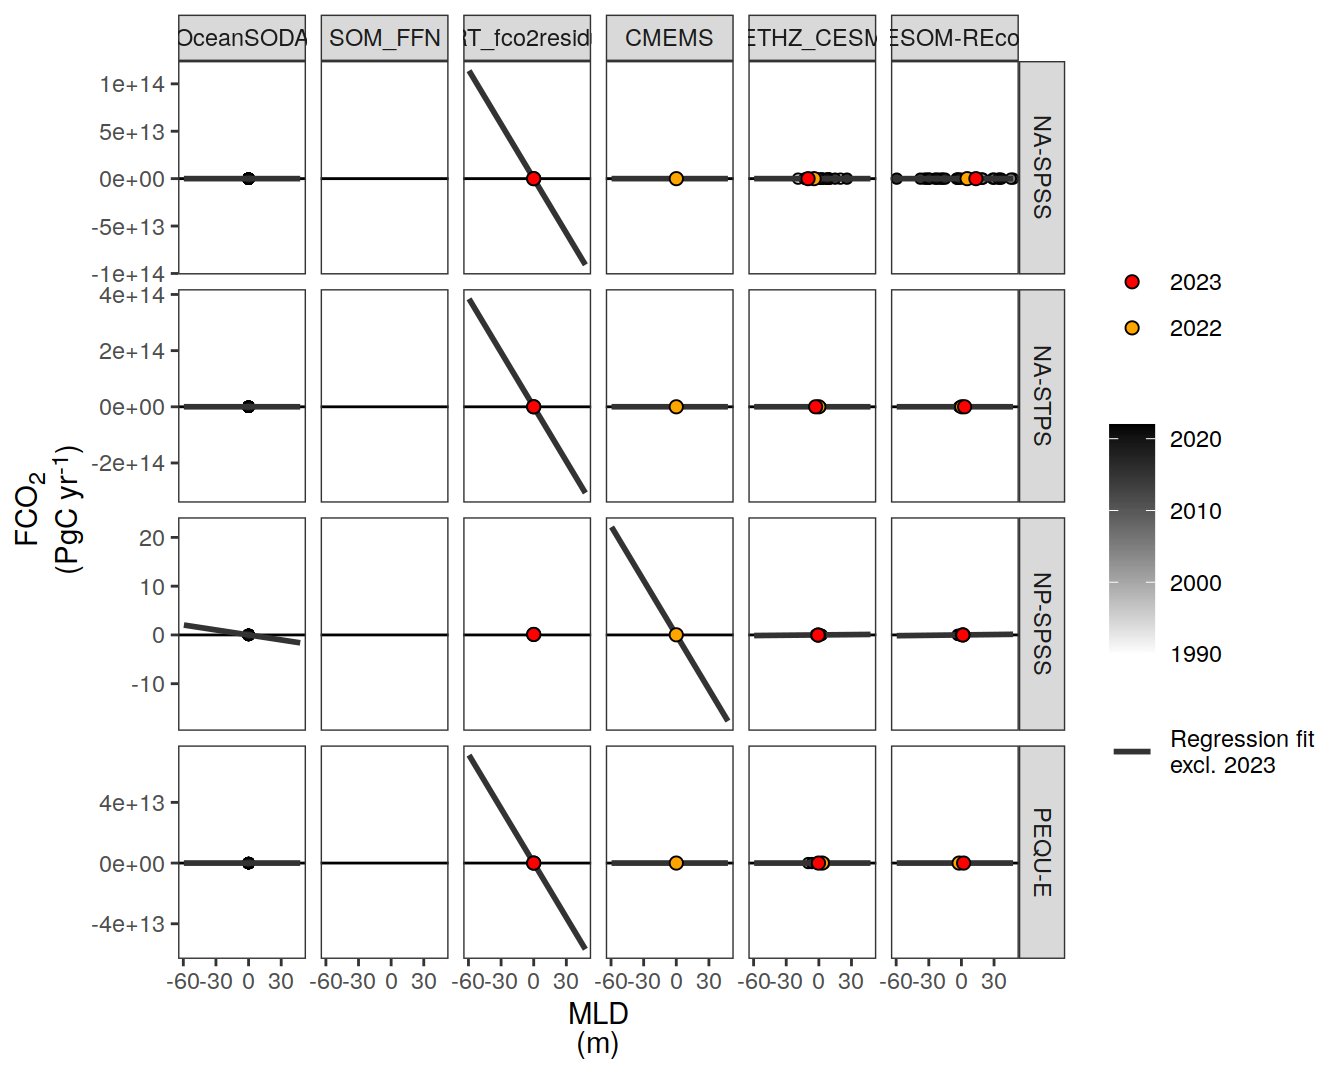 OceanSODA SOM_FFN RT_fco2resid CMEMS ETHZ_CESM ESOM-REco
1e+14
5e+13
0e+00
-5e+13
-1e+14
NA-SPSS
4e+14
2e+14
0e+00
-2e+14
NA-STPS
20
10
0
-10
NP-SPSS
4e+13
0e+00
-4e+13
PEQU-E
-60 -30 0 30 -60 -30 0 30 -60 -30 0 30 -60 -30 0 30 -60 -30 0 30 -60 -30 0 30
MLD
(m)
FCO₂
(PgC yr⁻¹)
2023
2022
2020
2010
2000
1990
Regression fit
excl. 2023